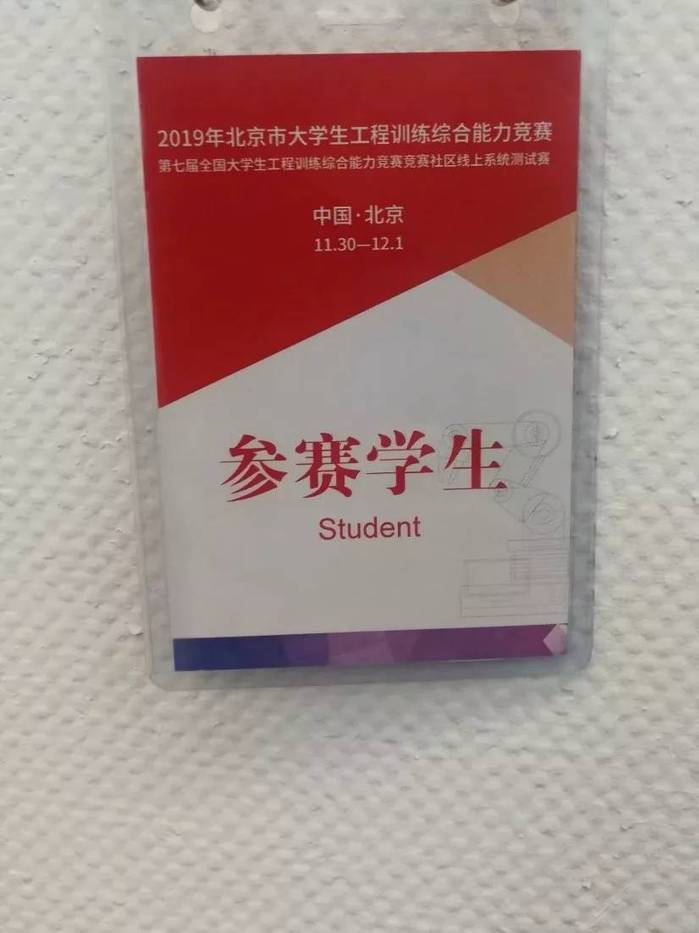 2019年北京市大学生工程训练综合能力竞赛
第七届全国大学生工程训练综合能力竞赛竞赛社区线上系统测试赛
中国·北京
11.30—12.1
参赛学生
Student